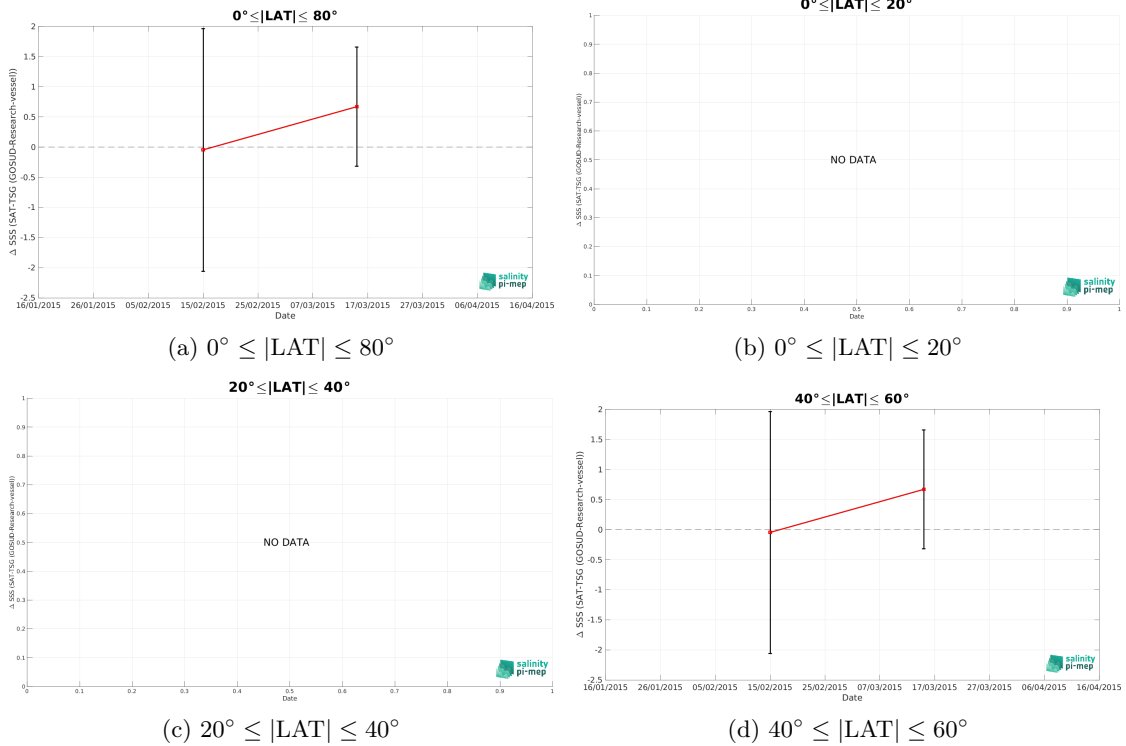 0°≤|LAT|≤ 80°
2
1.5
1
0.5
0
-0.5
-1
-1.5
-2
-2.5
Δ SSS (SAT-TSG (GOSUD-Research-vessel))
16/01/2015 26/01/2015 05/02/2015 15/02/2015 25/02/2015 07/03/2015 17/03/2015 27/03/2015 06/04/2015 16/04/2015
Date
salinity
pi-mep
(a) 0° ≤ |LAT| ≤ 80°
0°≤|LAT|≤ 20°
1
0.9
0.8
0.7
0.6
0.5
0.4
0.3
0.2
0.1
0
Δ SSS (SAT-TSG (GOSUD-Research-vessel))
NO DATA
0 0.1 0.2 0.3 0.4 0.5 0.6 0.7 0.8 0.9 1
Date
salinity
pi-mep
(b) 0° ≤ |LAT| ≤ 20°
20°≤|LAT|≤ 40°
1
0.9
0.8
0.7
0.6
0.5
0.4
0.3
0.2
0.1
0
Δ SSS (SAT-TSG (GOSUD-Research-vessel))
NO DATA
0 0.1 0.2 0.3 0.4 0.5 0.6 0.7 0.8 0.9 1
Date
salinity
pi-mep
(c) 20° ≤ |LAT| ≤ 40°
40°≤|LAT|≤ 60°
2
1.5
1
0.5
0
-0.5
-1
-1.5
-2
-2.5
Δ SSS (SAT-TSG (GOSUD-Research-vessel))
16/01/2015 26/01/2015 05/02/2015 15/02/2015 25/02/2015 07/03/2015 17/03/2015 27/03/2015 06/04/2015 16/04/2015
Date
salinity
pi-mep
(d) 40° ≤ |LAT| ≤ 60°